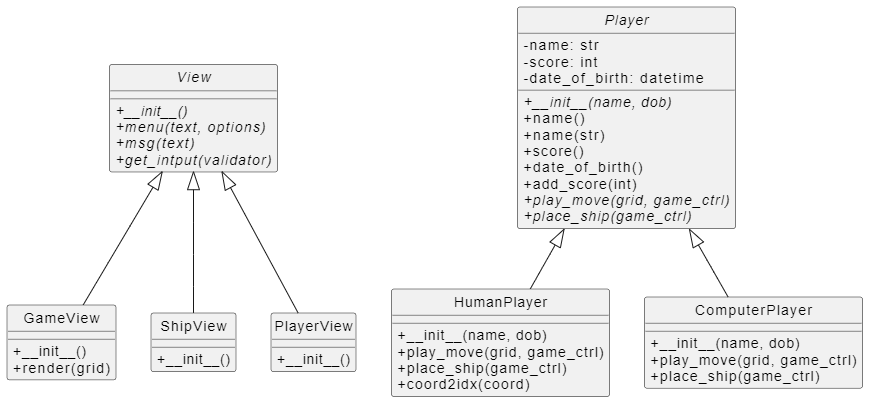 View
+__init__()
+menu(text, options)
+msg(text)
+get_intput(validator)
GameView
+__init__()
+render(grid)
ShipView
+__init__()
PlayerView
+__init__()
Player
-name: str
-score: int
-date_of_birth: datetime
+__init__(name, dob)
+name()
+name(str)
+score()
+date_of_birth()
+add_score(int)
+play_move(grid, game_ctrl)
+place_ship(game_ctrl)
HumanPlayer
+__init__(name, dob)
+play_move(grid, game_ctrl)
+place_ship(game_ctrl)
+coord2idx(coord)
ComputerPlayer
+__init__(name, dob)
+play_move(grid, game_ctrl)
+place_ship(game_ctrl)